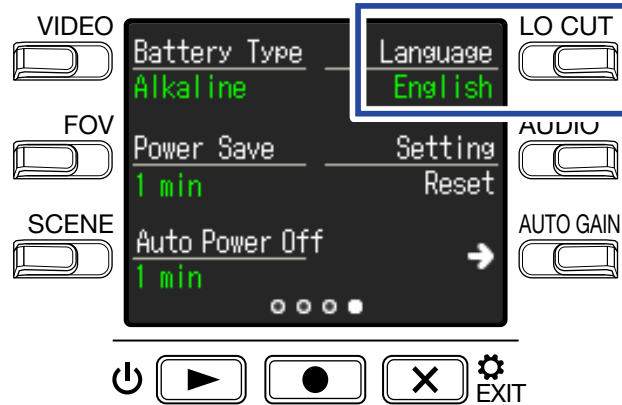 VIDEO
LO CUT
Battery Type
Language
Alkaline
English
FOV
AUDIO
Power Save
Setting
1 min
Reset
SCENE
AUTO GAIN
Auto Power Off
1 min
EXIT